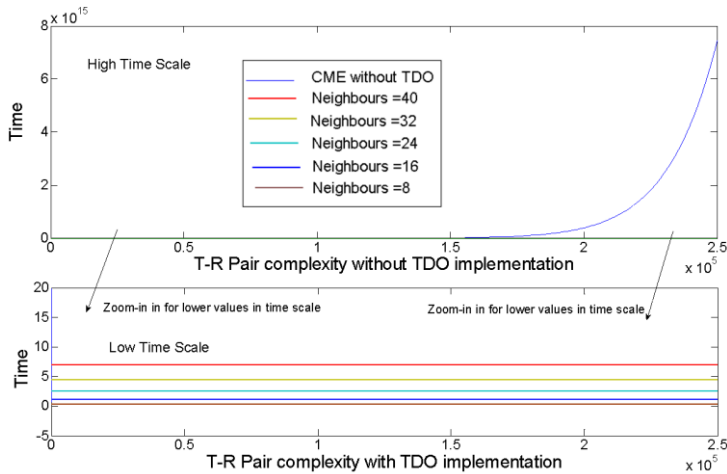 8 x 10^15
6
4
2
0
Time
High Time Scale
CME without TDO
Neighbours =40
Neighbours =32
Neighbours =24
Neighbours =16
Neighbours =8
0 0.5 1 1.5 2 2.5
x 10^5
T-R Pair complexity without TDO implementation
20
15
10
5
0
-5
Time
Zoom-in in for lower values in time scale
Zoom-in in for lower values in time scale
Low Time Scale
0 0.5 1 1.5 2 2.5
x 10^5
T-R Pair complexity with TDO implementation